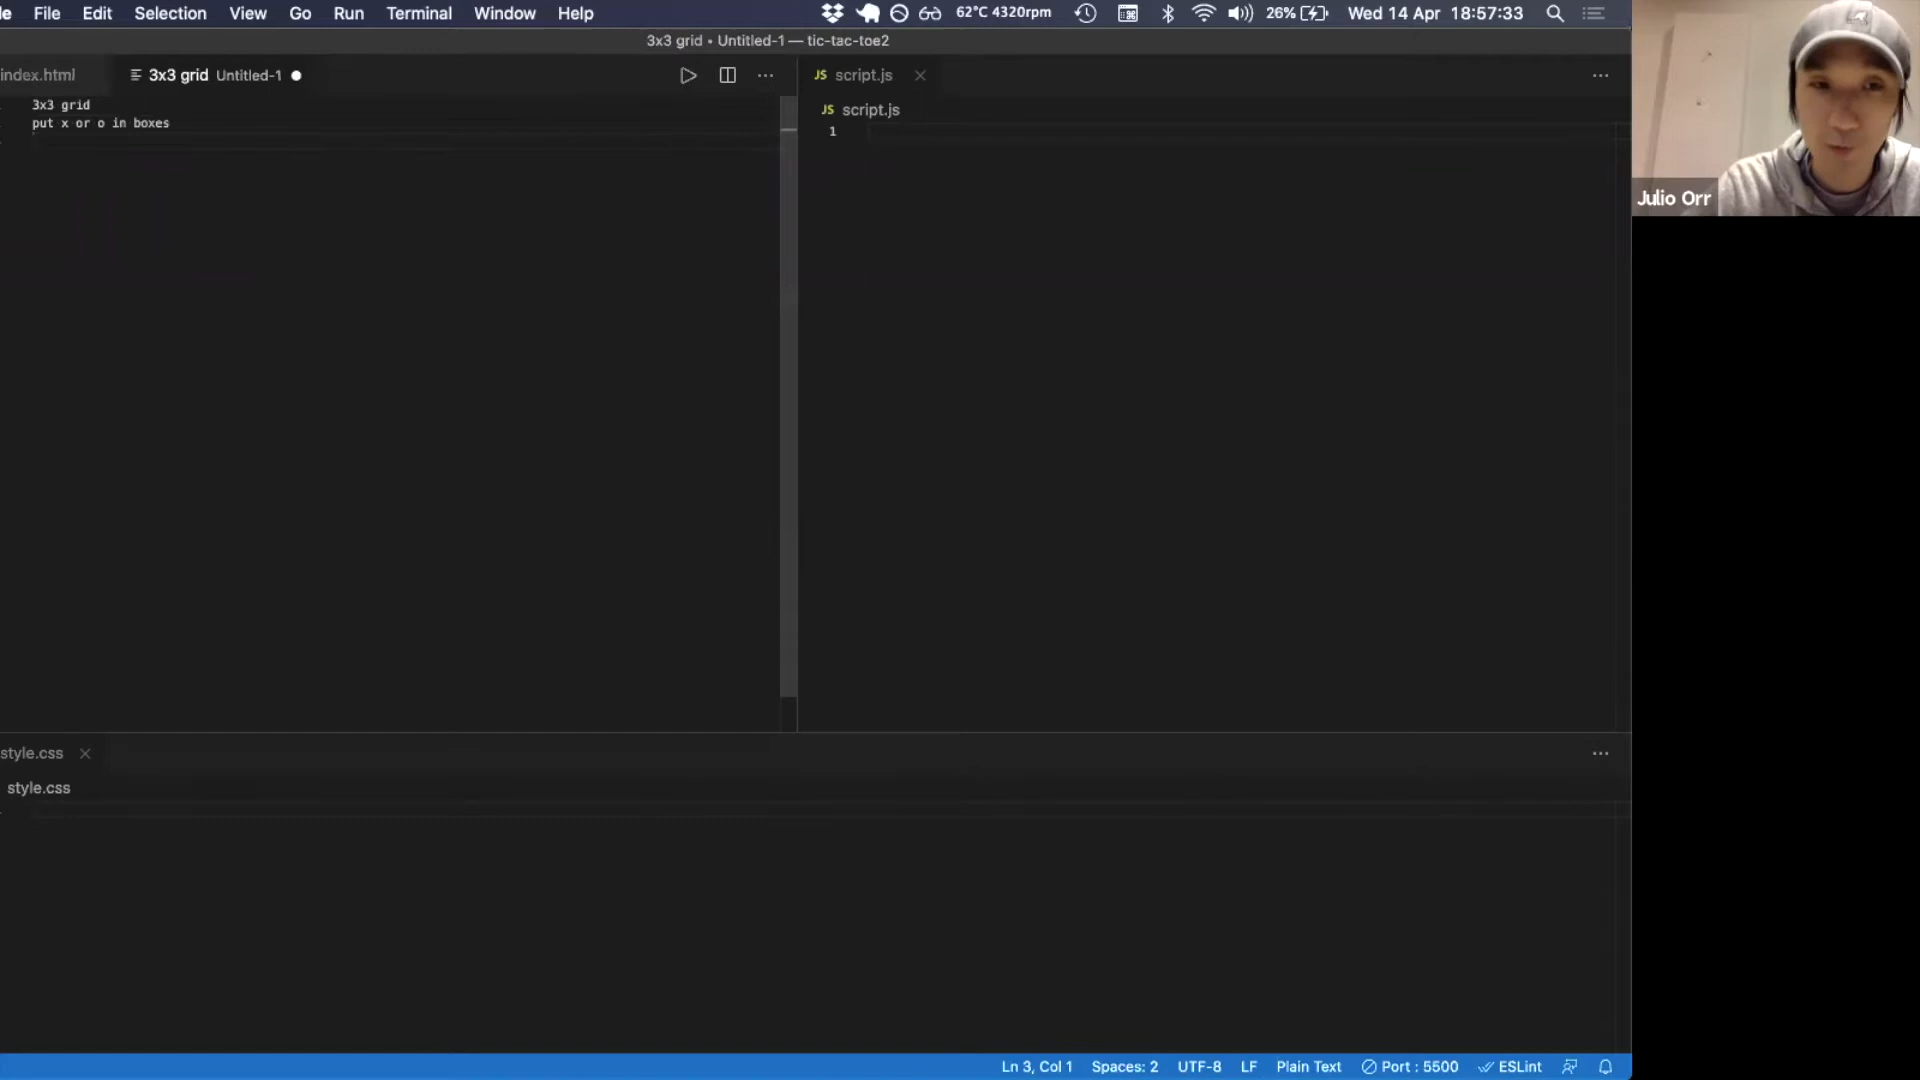 File Edit Selection View Go Run Terminal Window Help 62°C 4320rpm 26% Wed 14 Apr 18:57:33
3x3 grid • Untitled-1 — tic-tac-toe2
index.html 3x3 grid Untitled-1 JS script.js
3x3 grid
put x or o in boxes
JS script.js
1
Julio Orr
style.css
style.css
Ln 3, Col 1 Spaces: 2 UTF-8 LF Plain Text Port : 5500 ESLint